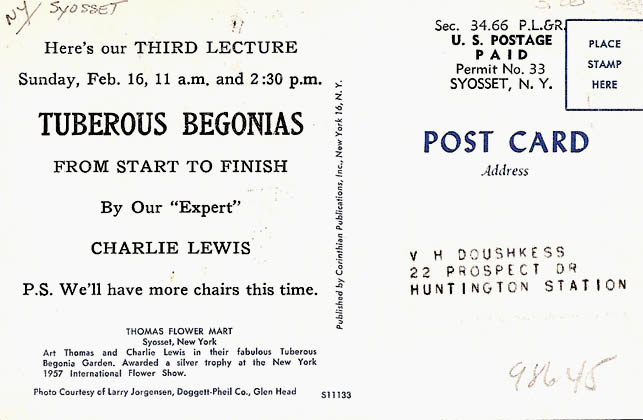 NY/ SYOSSET
Here's our THIRD LECTURE
Sunday, Feb. 16, 11 a.m. and 2:30 p.m.
TUBEROUS BEGONIAS
FROM START TO FINISH
By Our "Expert"
CHARLIE LEWIS
P.S. We'll have more chairs this time.
THOMAS FLOWER MART
Syosset, New York
Art Thomas and Charlie Lewis in their fabulous Tuberous
Begonia Garden. Awarded a silver trophy at the New York
1957 International Flower Show.
Photo Courtesy of Larry Jorgensen, Doggett-Pheil Co., Glen Head
S11133
Published by Corinthian Publications, Inc., New York 16, N. Y.
Sec. 34.66 P.L.&R.
U. S. POSTAGE
PAID
Permit No. 33
SYOSSET, N. Y.
PLACE
STAMP
HERE
POST CARD
Address
V H DOUSHKESS
22 PROSPECT DR
HUNTINGTON STATION
98645